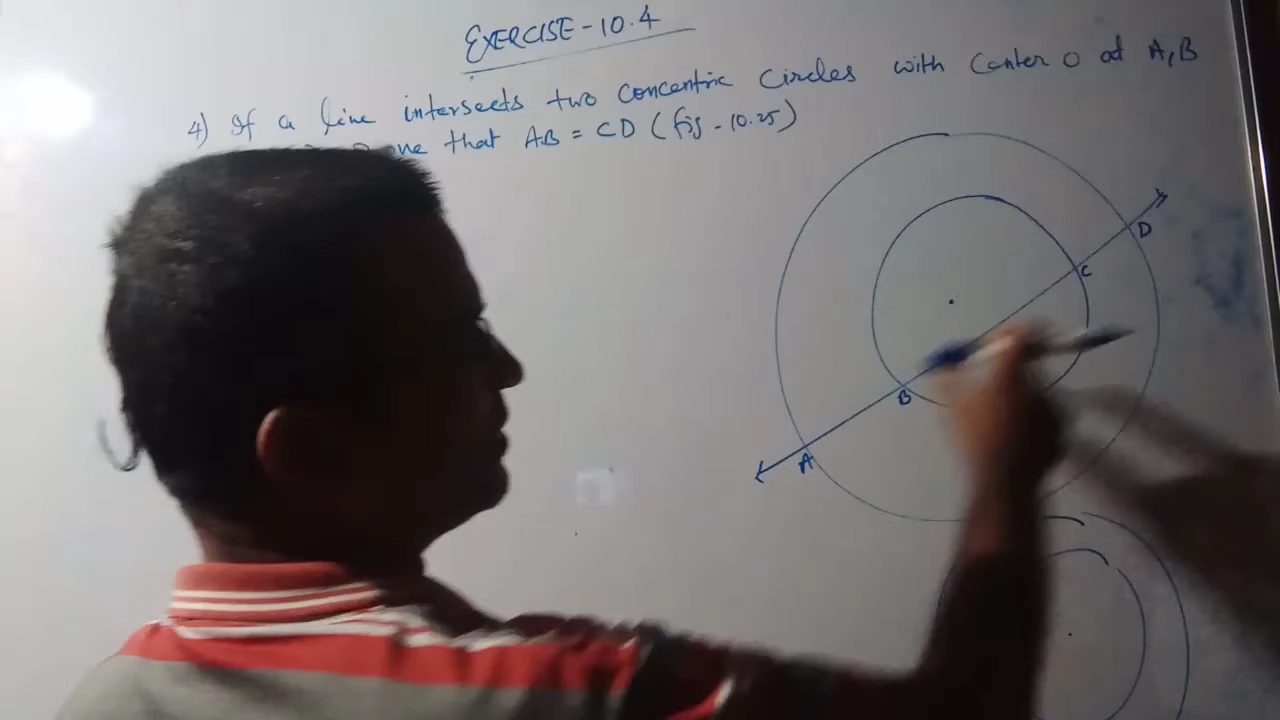 EXERCISE - 10.4
4) If a line intersects two concentric circles with Center O at A, B
that AB = CD (fig - 10.25)
D
C
B
A